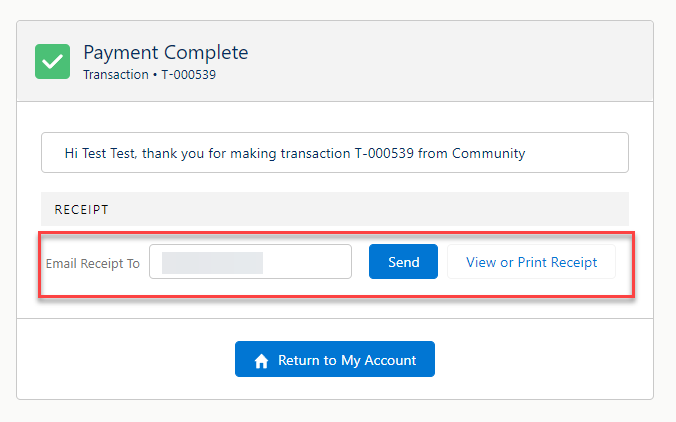 Payment Complete
Transaction • T-000539
Hi Test Test, thank you for making transaction T-000539 from Community
RECEIPT
Email Receipt To Send View or Print Receipt
Return to My Account